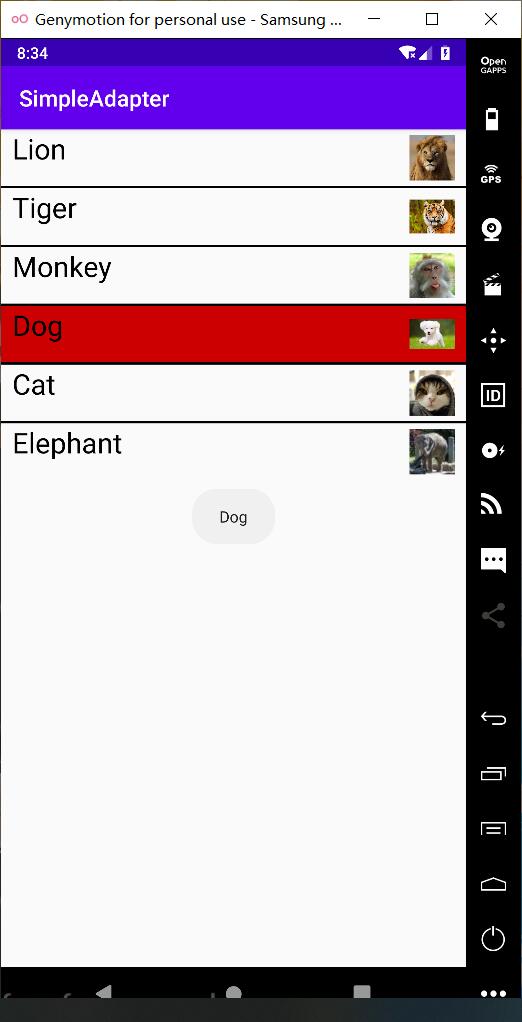 Genymotion for personal use - Samsung ...
8:34
Open
GAPPS
SimpleAdapter
Lion
GPS
Tiger
Monkey
Dog
ID
Cat
Elephant
Dog